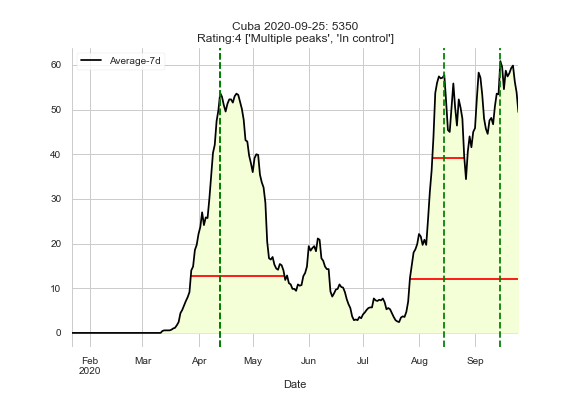 Cuba 2020-09-25: 5350
Rating:4 ['Multiple peaks', 'In control']
Average-7d
60
50
40
30
20
10
0
Feb Mar Apr May Jun Jul Aug Sep
2020
Date